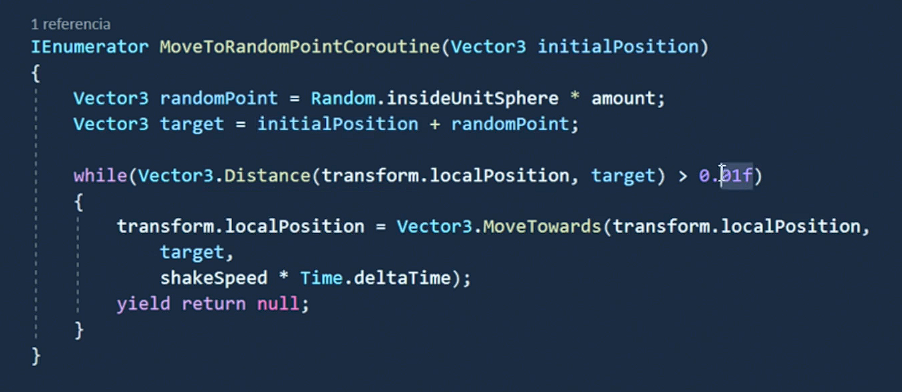 1 referencia
IEnumerator MoveToRandomPointCoroutine(Vector3 initialPosition)
{
Vector3 randomPoint = Random.insideUnitSphere * amount;
Vector3 target = initialPosition + randomPoint;
while(Vector3.Distance(transform.localPosition, target) > 0.01f)
{
transform.localPosition = Vector3.MoveTowards(transform.localPosition,
target,
shakeSpeed * Time.deltaTime);
yield return null;
}
}